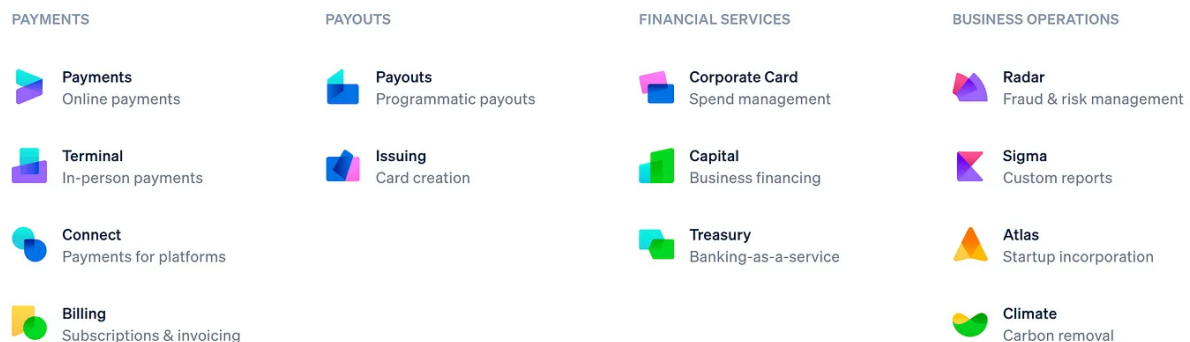 PAYMENTS
Payments
Online payments
Terminal
In-person payments
Connect
Payments for platforms
Billing
Subscriptions & invoicing
PAYOUTS
Payouts
Programmatic payouts
Issuing
Card creation
FINANCIAL SERVICES
Corporate Card
Spend management
Capital
Business financing
Treasury
Banking-as-a-service
BUSINESS OPERATIONS
Radar
Fraud & risk management
Sigma
Custom reports
Atlas
Startup incorporation
Climate
Carbon removal